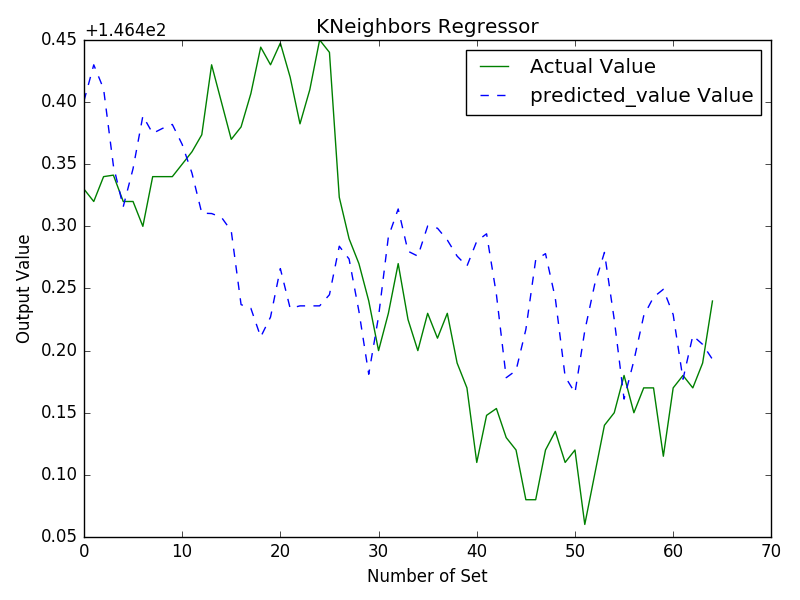 KNeighbors Regressor
+1.464e2
Actual Value
predicted_value Value
Output Value
0.45
0.40
0.35
0.30
0.25
0.20
0.15
0.10
0.05
0 10 20 30 40 50 60 70
Number of Set